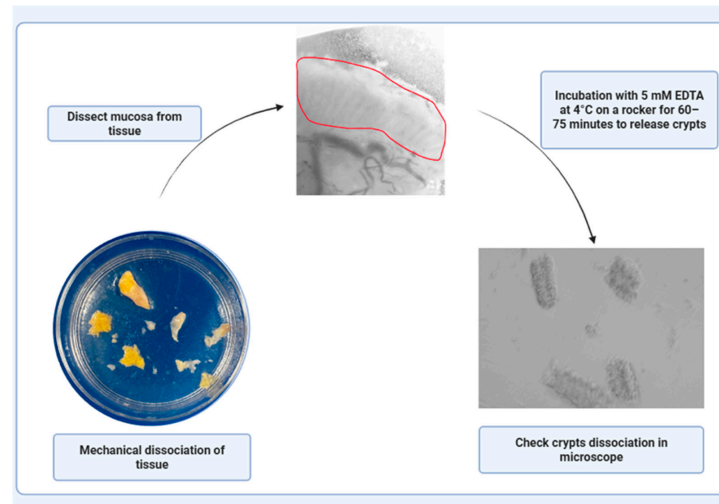 Dissect mucosa from
tissue
Incubation with 5 mM EDTA
at 4°C on a rocker for 60–
75 minutes to release crypts
Mechanical dissociation of
tissue
Check crypts dissociation in
microscope